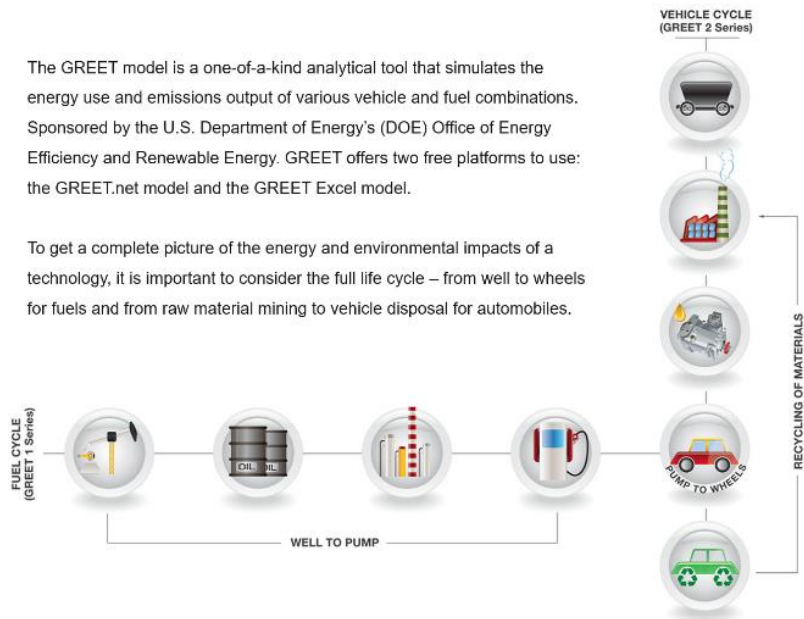 VEHICLE CYCLE
(GREET 2 Series)
The GREET model is a one-of-a-kind analytical tool that simulates the
energy use and emissions output of various vehicle and fuel combinations.
Sponsored by the U.S. Department of Energy's (DOE) Office of Energy
Efficiency and Renewable Energy. GREET offers two free platforms to use:
the GREET.net model and the GREET Excel model.
To get a complete picture of the energy and environmental impacts of a
technology, it is important to consider the full life cycle – from well to wheels
for fuels and from raw material mining to vehicle disposal for automobiles.
RECYCLING OF MATERIALS
FUEL CYCLE
(GREET 1 Series)
OIL
OIL
PUMP TO WHEELS
WELL TO PUMP